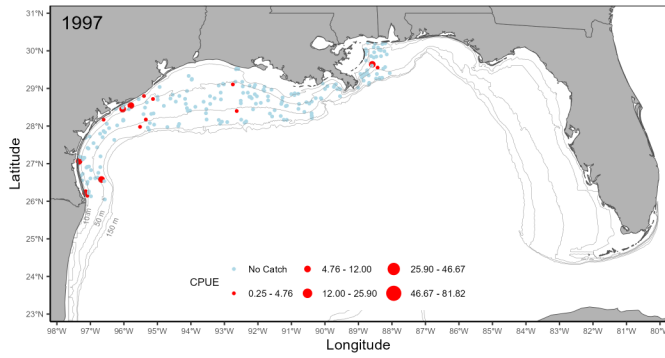 1997
31°N
30°N
29°N
28°N
27°N
26°N
25°N
24°N
23°N
Latitude
10 m
50 m
150 m
CPUE
No Catch
4.76 - 12.00
25.90 - 46.67
0.25 - 4.76
12.00 - 25.90
46.67 - 81.82
98°W 97°W 96°W 95°W 94°W 93°W 92°W 91°W 90°W 89°W 88°W 87°W 86°W 85°W 84°W 83°W 82°W 81°W 80°W
Longitude